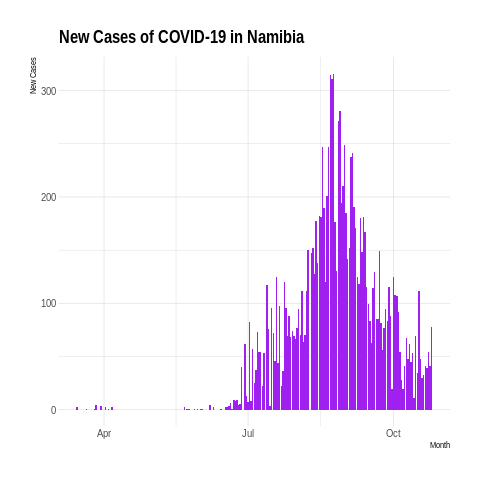 New Cases of COVID-19 in Namibia
New Cases
300
200
100
0
Apr
Jul
Oct
Month